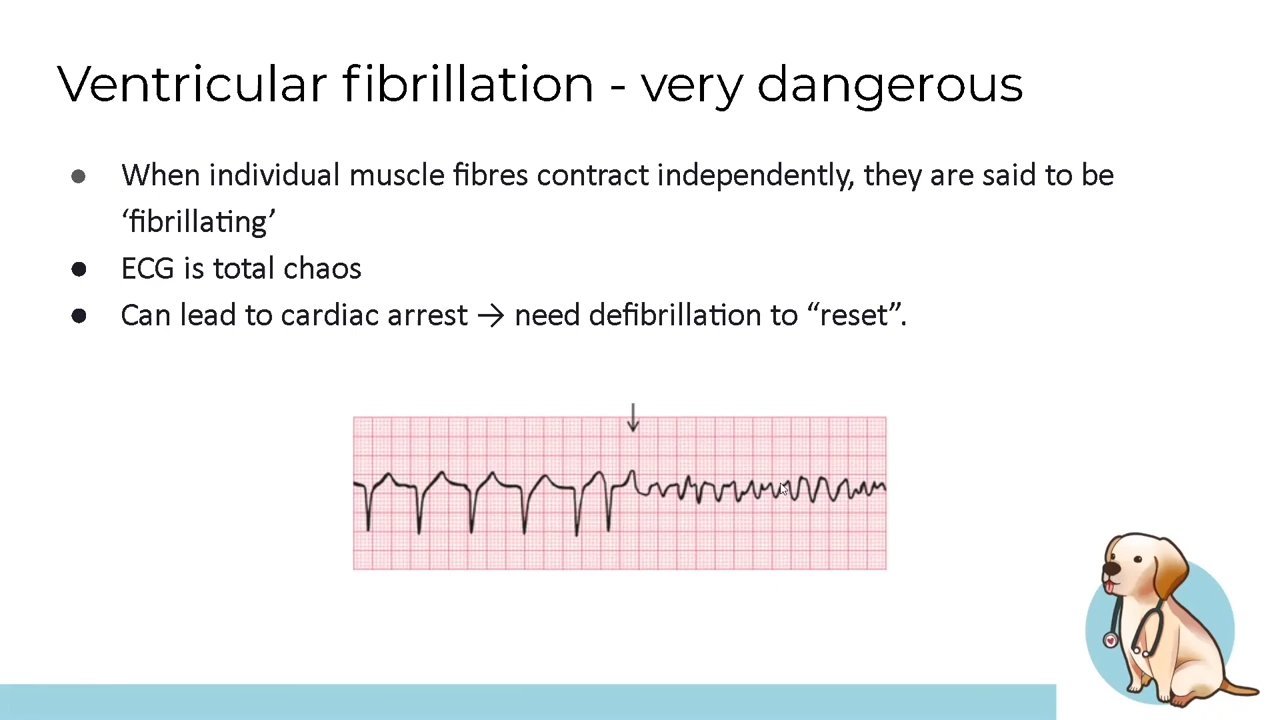 Ventricular fibrillation - very dangerous
● When individual muscle fibres contract independently, they are said to be
‘fibrillating’
● ECG is total chaos
● Can lead to cardiac arrest → need defibrillation to “reset”.